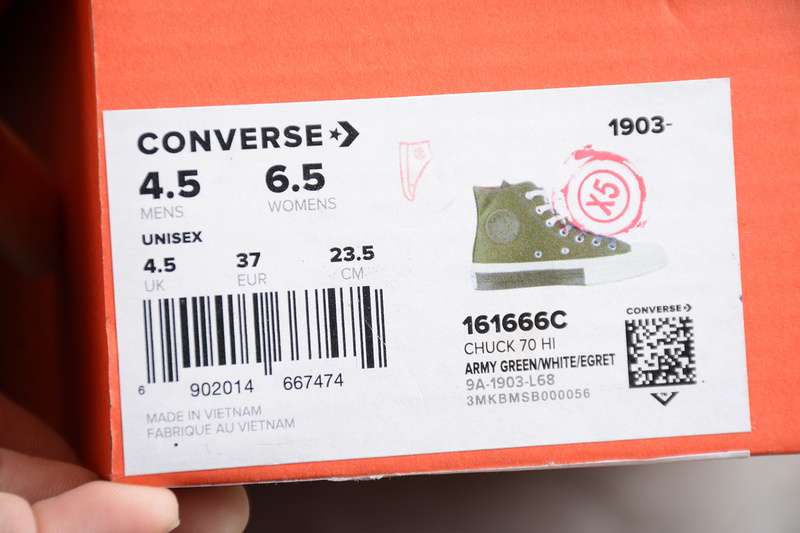 CONVERSE
1903-
4.5 6.5
MENS WOMENS
UNISEX
4.5 37 23.5
UK EUR CM
6 902014 667474
MADE IN VIETNAM
FABRIQUE AU VIETNAM
X5
161666C
CHUCK 70 HI
ARMY GREEN/WHITE/EGRET
9A-1903-L68
3MKBMSB000056
CONVERSE